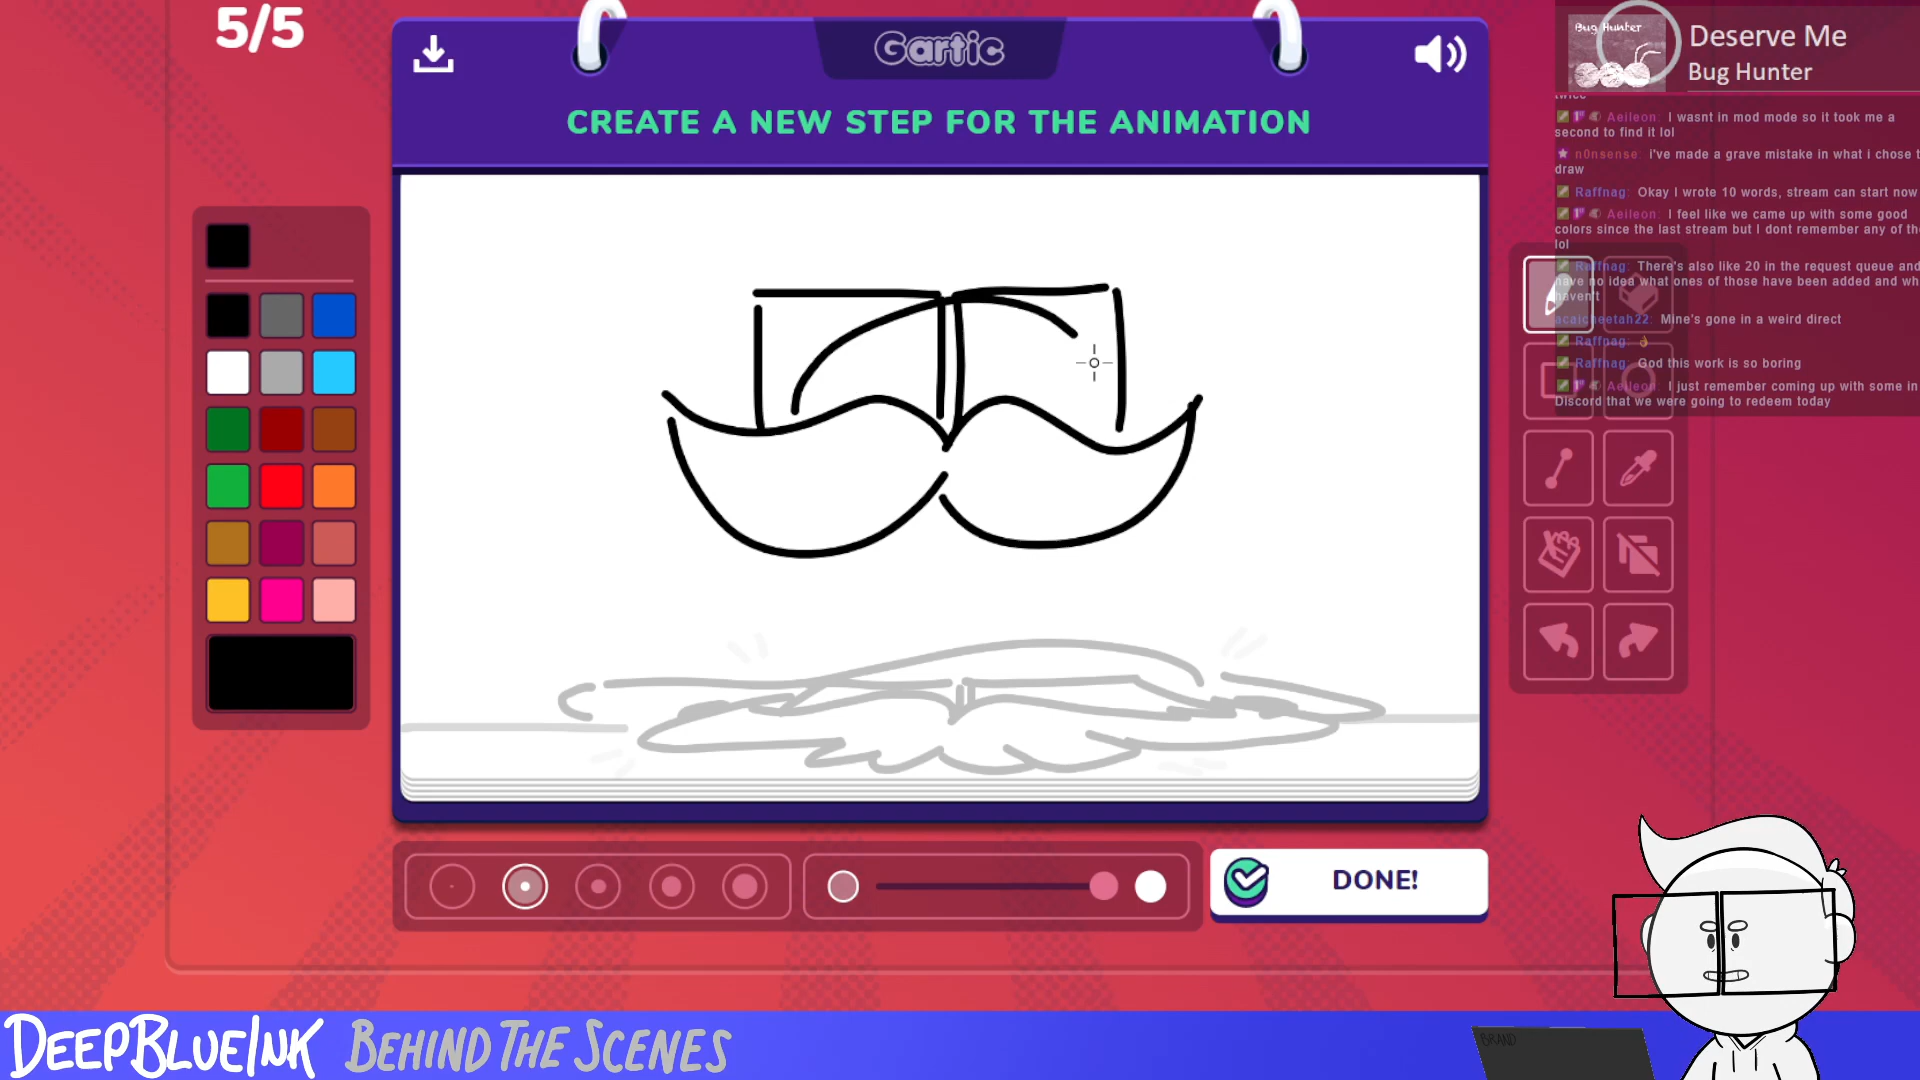 5/5
Gartic
CREATE A NEW STEP FOR THE ANIMATION
Bug Hunter
Deserve Me
Bug Hunter
twice
Aeileon: I wasnt in mod mode so it took me a
second to find it lol
n0nsense: i've made a grave mistake in what i chose t
draw
Raffnag: Okay I wrote 10 words, stream can start now
Aeileon: I feel like we came up with some good
colors since the last stream but I dont remember any of the
lol
Raffnag: There's also like 20 in the request queue and
have no idea what ones of those have been added and wh
haven't
acajcheetah22: Mine's gone in a weird direct
Raffnag: 👌
Raffnag: God this work is so boring
Aeileon: I just remember coming up with some in
Discord that we were going to redeem today
DONE!
DEEPBLUEINK BEHIND THE SCENES
BRAND